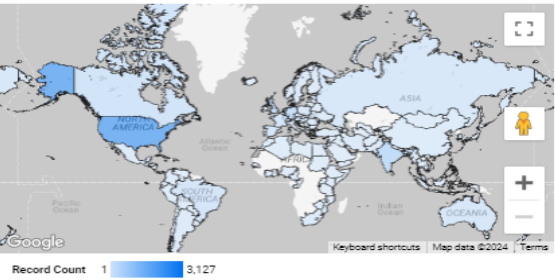 ASIA
NORTH
AMERICA
Atlantic
Ocean
AFRICA
SOUTH
AMERICA
Pacific
Ocean
Indian
Ocean
OCEANIA
+
−
Google
Keyboard shortcuts Map data ©2024 Terms
Record Count 1 3,127